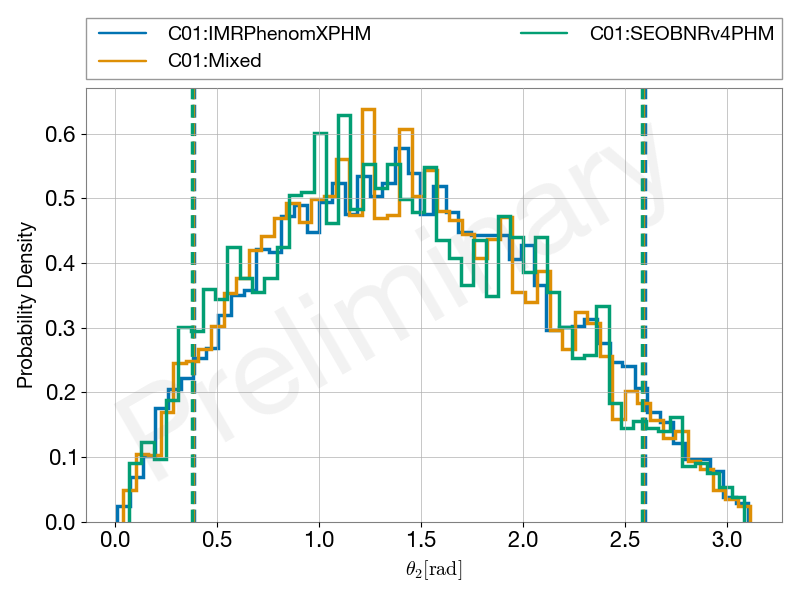 C01:IMRPhenomXPHM
C01:Mixed
C01:SEOBNRv4PHM
Preliminary
Probability Density
0.6
0.5
0.4
0.3
0.2
0.1
0.0
0.0 0.5 1.0 1.5 2.0 2.5 3.0
θ₂[rad]